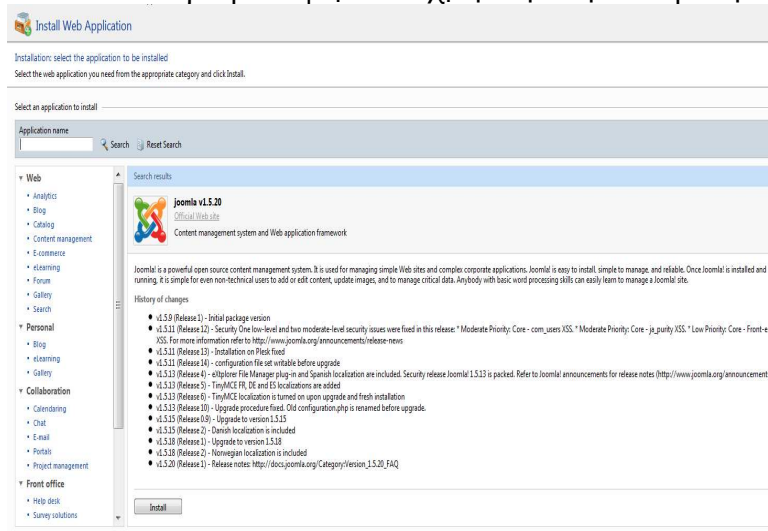 Install Web Application
Installation: select the application to be installed
Select the web application you need from the appropriate category and click Install.
Select an application to install
Application name
Search
Reset Search
Web
• Analytics
• Blog
• Catalog
• Content management
• E-commerce
• eLearning
• Forum
• Gallery
• Search
Personal
• Blog
• eLearning
• Gallery
Collaboration
• Calendaring
• Chat
• E-mail
• Portals
• Project management
Front office
• Help desk
• Survey solutions
Search results
joomla v1.5.20
Official Web site
Content management system and Web application framework
Joomla! is a powerful open source content management system. It is used for managing simple Web sites and complex corporate applications. Joomla! is easy to install, simple to manage, and reliable. Once Joomla! is installed and
running, it is simple for even non-technical users to add or edit content, update images, and to manage critical data. Anybody with basic word processing skills can easily learn to manage a Joomla! site.
History of changes
• v1.5.9 (Release 1) - Initial package version
• v1.5.11 (Release 12) - Security One low-level and two moderate-level security issues were fixed in this release: * Moderate Priority: Core - com_users XSS. * Moderate Priority: Core - ja_purity XSS. * Low Priority: Core - Front-e
XSS. For more information refer to http://www.joomla.org/announcements/release-news
• v1.5.11 (Release 13) - Installation on Plesk fixed
• v1.5.11 (Release 14) - configuration file set writable before upgrade
• v1.5.13 (Release 4) - eXtplorer File Manager plug-in and Spanish localization are included. Security release Joomla! 1.5.13 is packed. Refer to Joomla! announcements for release notes (http://www.joomla.org/announcement
• v1.5.13 (Release 5) - TinyMCE FR, DE and ES localizations are added
• v1.5.13 (Release 6) - TinyMCE localization is turned on upon upgrade and fresh installation
• v1.5.13 (Release 10) - Upgrade procedure fixed. Old configuration.php is renamed before upgrade.
• v1.5.15 (Release 0.9) - Upgrade to version 1.5.15
• v1.5.15 (Release 2) - Danish localization is included
• v1.5.18 (Release 1) - Upgrade to version 1.5.18
• v1.5.18 (Release 2) - Norwegian localization is included
• v1.5.20 (Release 1) - Release notes: http://docs.joomla.org/Category:Version_1.5.20_FAQ
Install